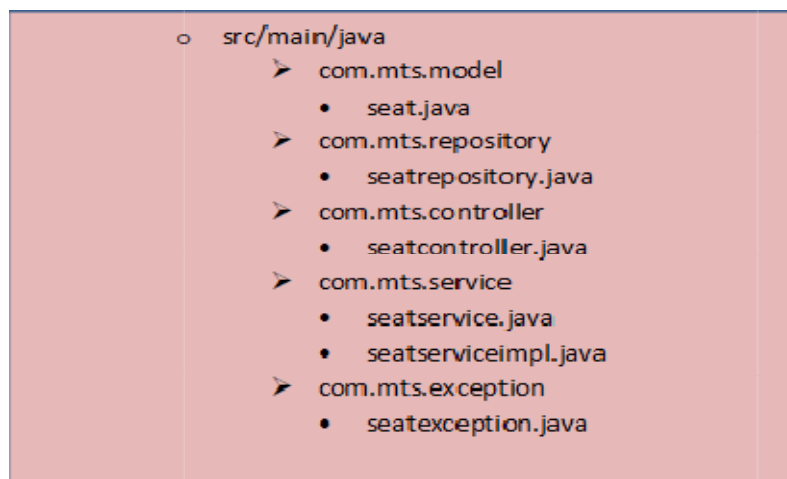 o src/main/java
➤ com.mts.model
• seat.java
➤ com.mts.repository
• seatrepository.java
➤ com.mts.controller
• seatcontroller.java
➤ com.mts.service
• seatservice.java
• seatserviceimpl.java
➤ com.mts.exception
• seatexception.java